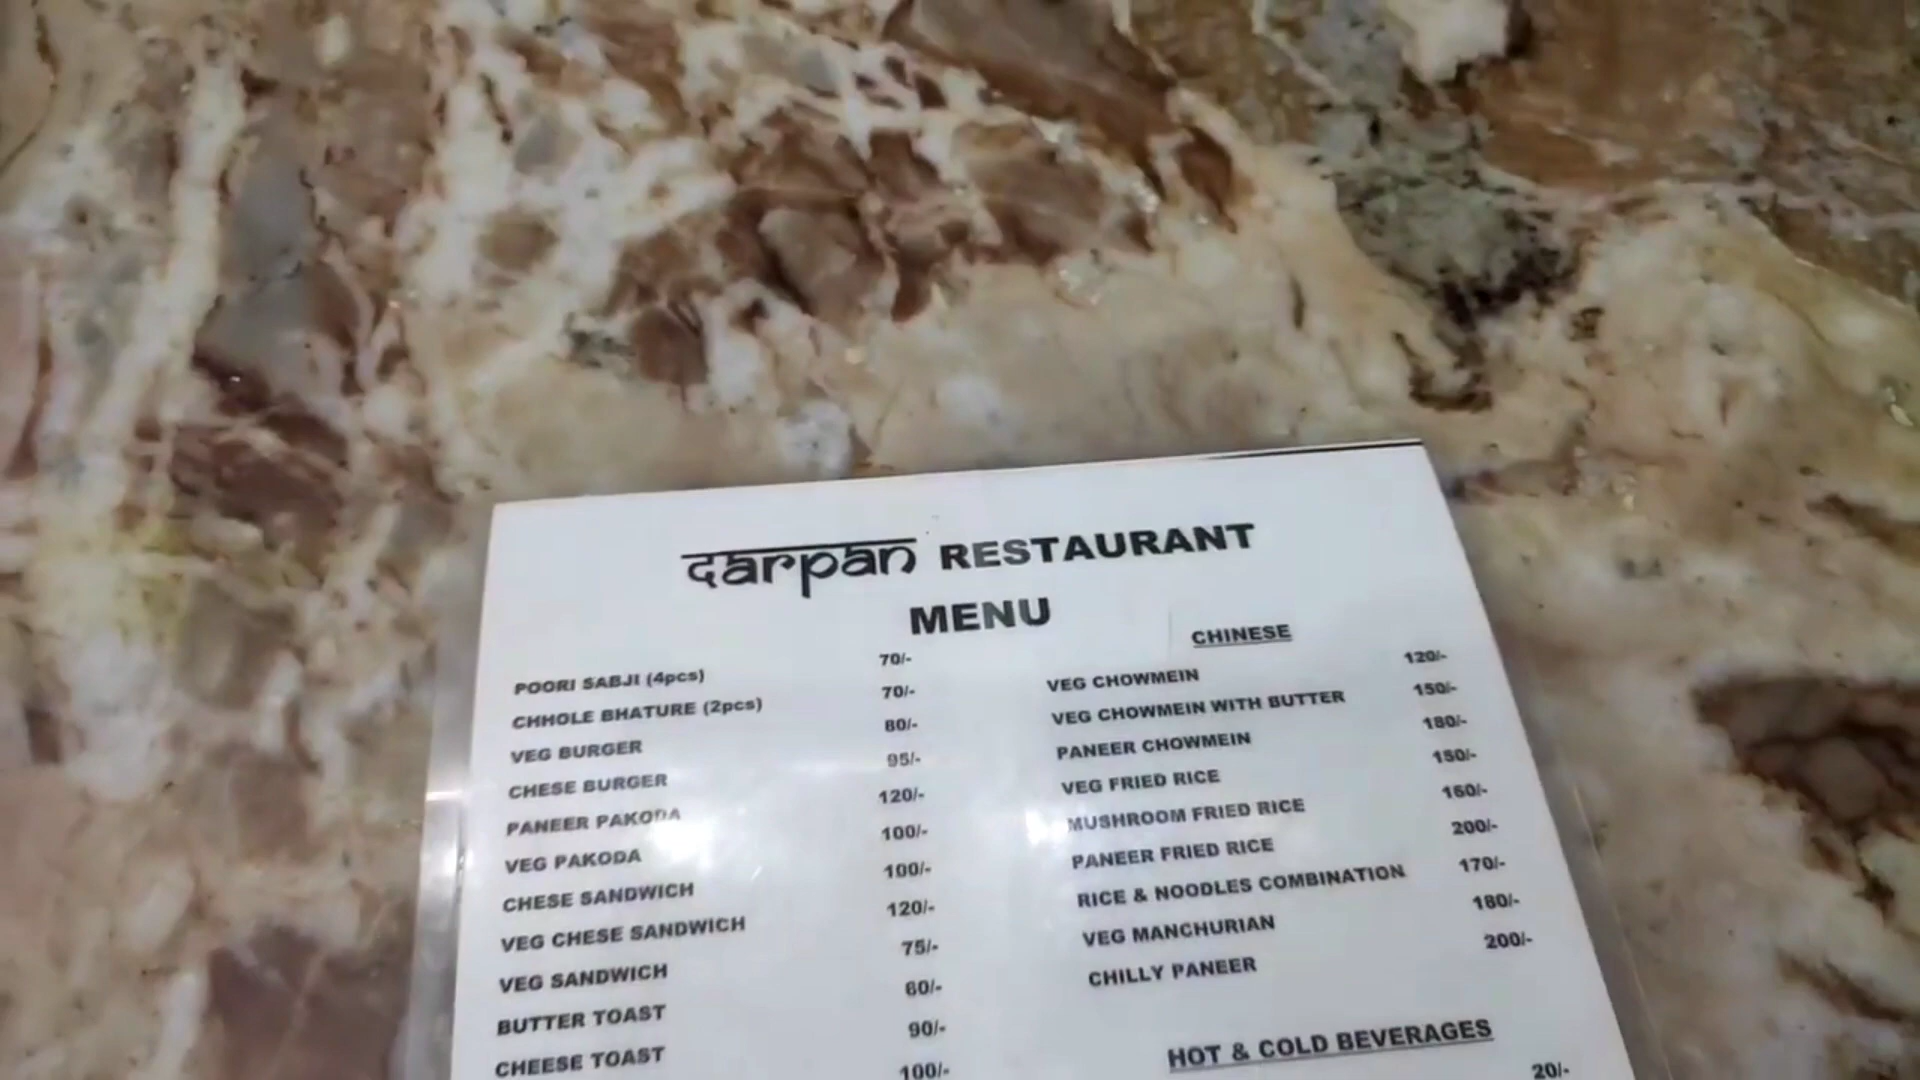 दarpan RESTAURANT
MENU
POORI SABJI (4pcs) 70/-
CHHOLE BHATURE (2pcs) 70/-
VEG BURGER 80/-
CHESE BURGER 95/-
PANEER PAKODA 120/-
VEG PAKODA 100/-
CHESE SANDWICH 100/-
VEG CHESE SANDWICH 120/-
VEG SANDWICH 75/-
BUTTER TOAST 60/-
CHEESE TOAST 90/-
100/-
CHINESE
VEG CHOWMEIN 120/-
VEG CHOWMEIN WITH BUTTER 150/-
PANEER CHOWMEIN 180/-
VEG FRIED RICE 150/-
MUSHROOM FRIED RICE 160/-
PANEER FRIED RICE 200/-
RICE & NOODLES COMBINATION 170/-
VEG MANCHURIAN 180/-
CHILLY PANEER 200/-
HOT & COLD BEVERAGES
20/-